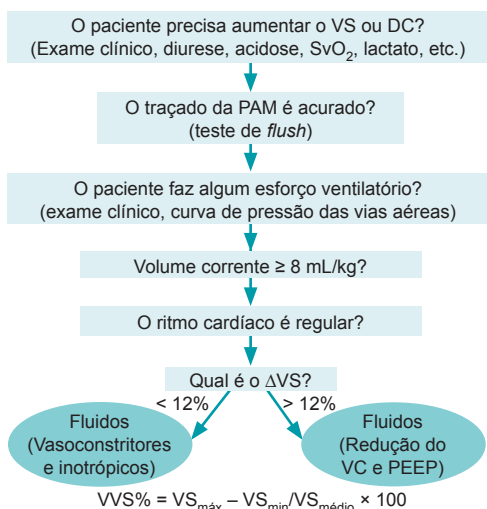 O paciente precisa aumentar o VS ou DC?
(Exame clínico, diurese, acidose, SvO₂, lactato, etc.)
O traçado da PAM é acurado?
(teste de flush)
O paciente faz algum esforço ventilatório?
(exame clínico, curva de pressão das vias aéreas)
Volume corrente ≥ 8 mL/kg?
O ritmo cardíaco é regular?
Qual é o ΔVS?
< 12%
> 12%
Fluidos
(Vasoconstritores
e inotrópicos)
Fluidos
(Redução do
VC e PEEP)
VVS% = VSmáx – VSmin/VSmédio × 100